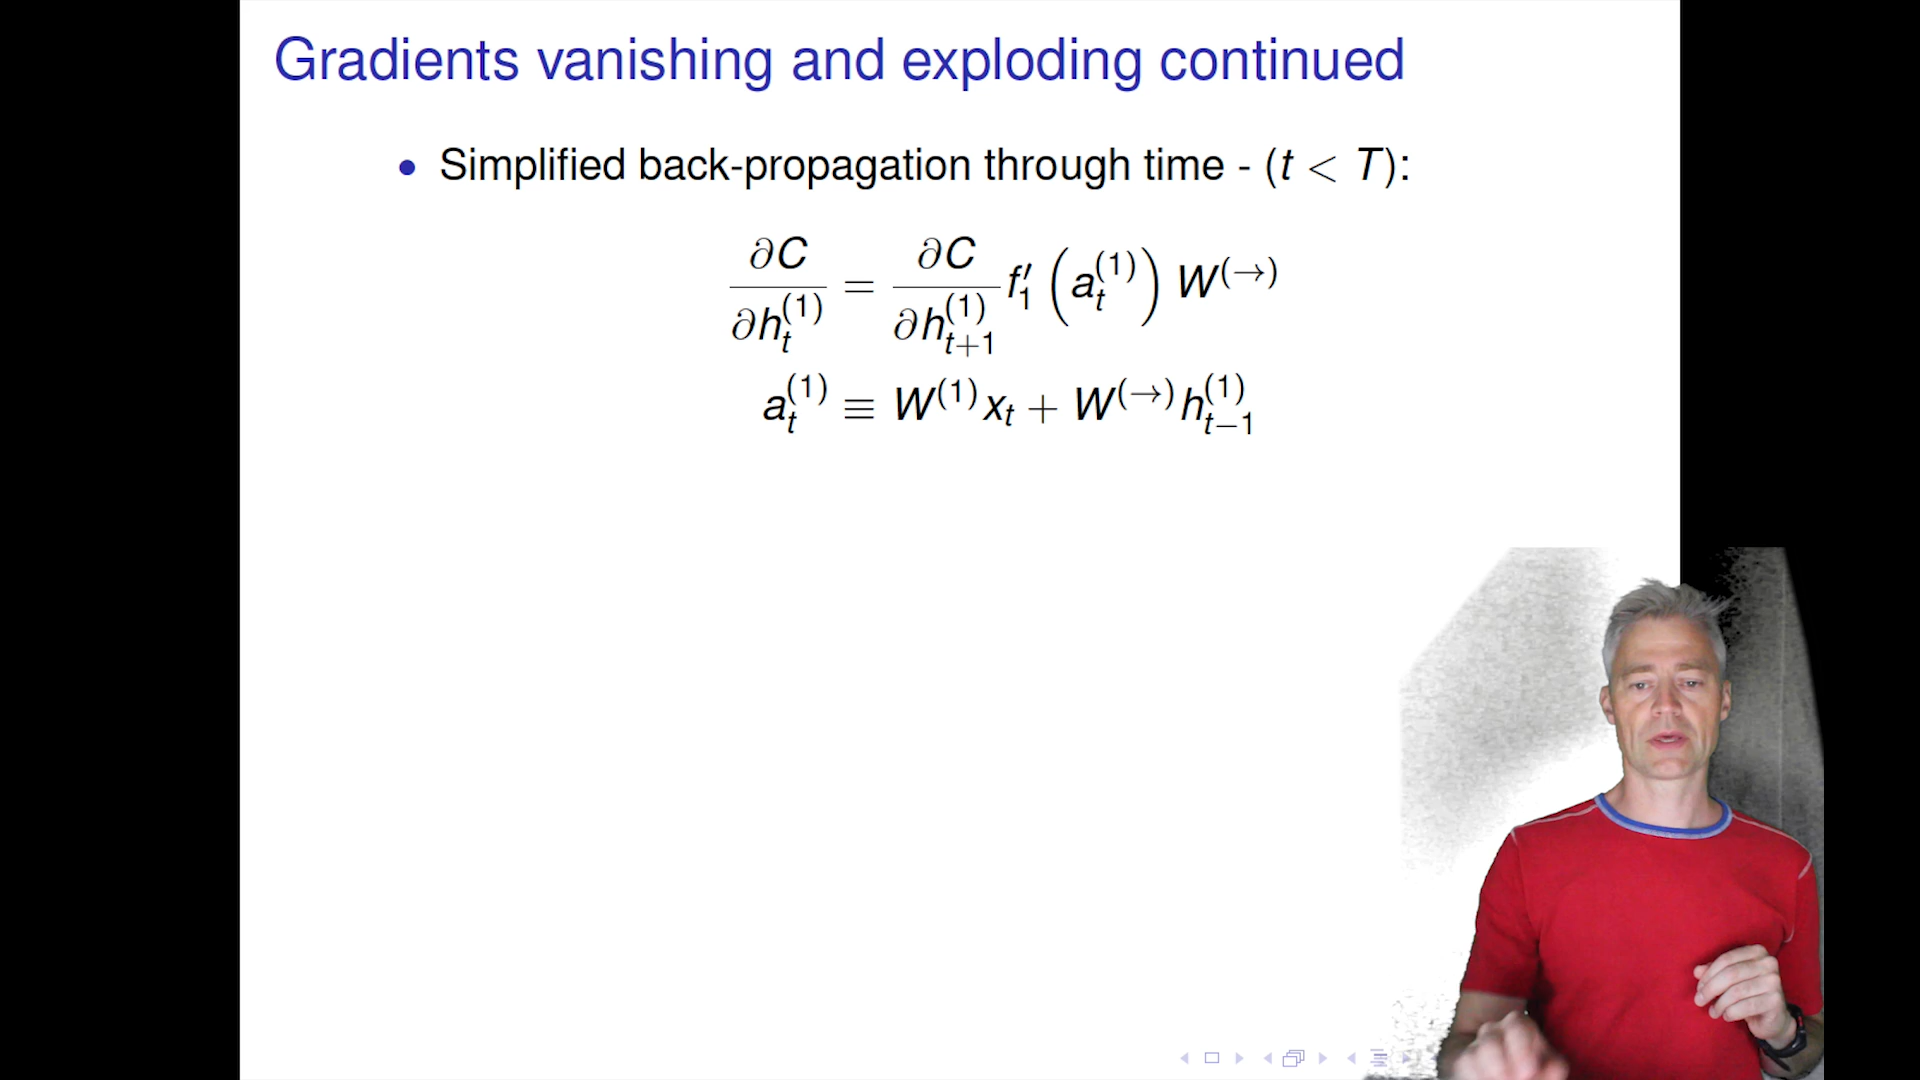 Gradients vanishing and exploding continued
• Simplified back-propagation through time - (t < T):
∂C/∂h_t^{(1)} = ∂C/∂h_{t+1}^{(1)} f_1′ (a_t^{(1)}) W^{(→)}
a_t^{(1)} ≡ W^{(1)} x_t + W^{(→)} h_{t−1}^{(1)}